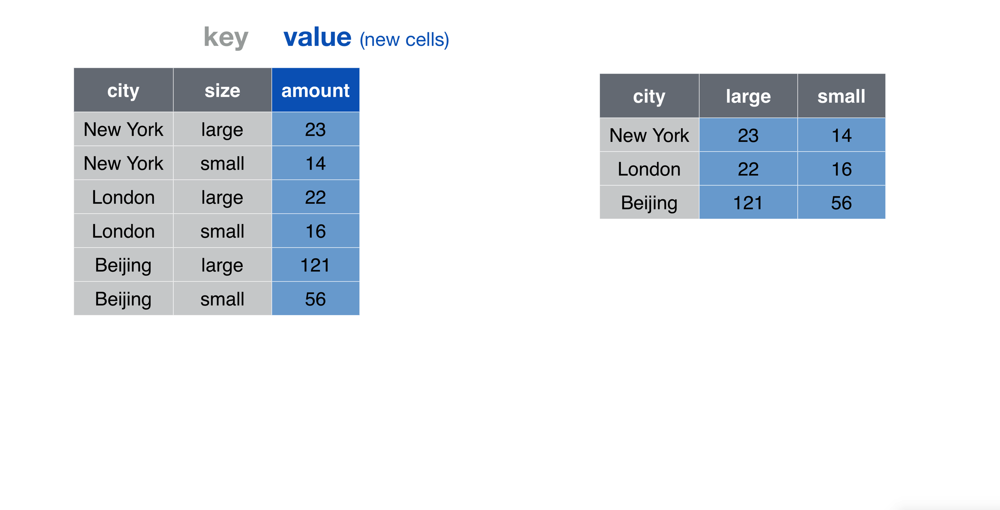 key value (new cells)
city size amount
New York large 23
New York small 14
London large 22
London small 16
Beijing large 121
Beijing small 56
city large small
New York 23 14
London 22 16
Beijing 121 56